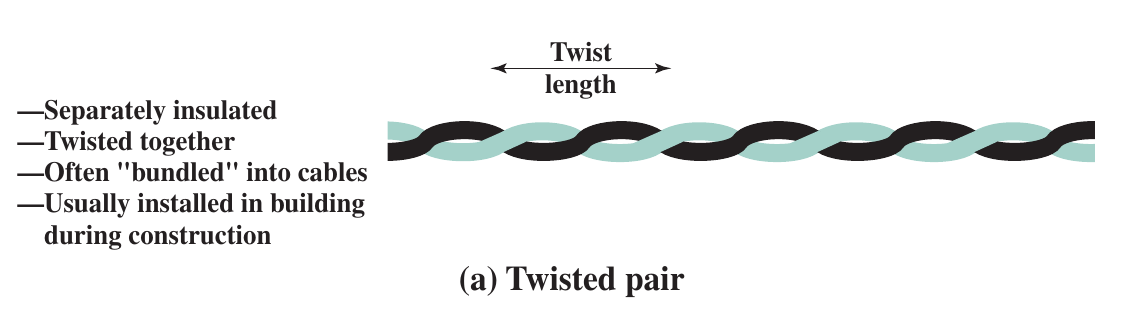 Twist
length
—Separately insulated
—Twisted together
—Often "bundled" into cables
—Usually installed in building
during construction
(a) Twisted pair